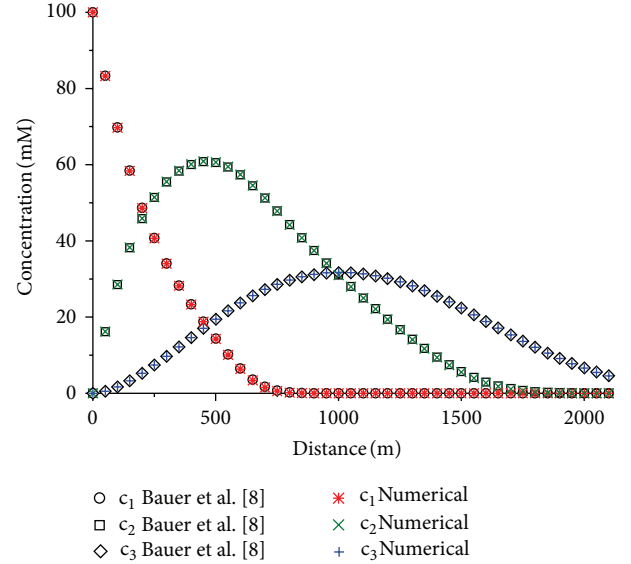 100
80
60
40
20
0
Concentration (mM)
0
500
1000
1500
2000
Distance (m)
c1 Bauer et al. [8]
c2 Bauer et al. [8]
c3 Bauer et al. [8]
c1 Numerical
c2 Numerical
c3 Numerical